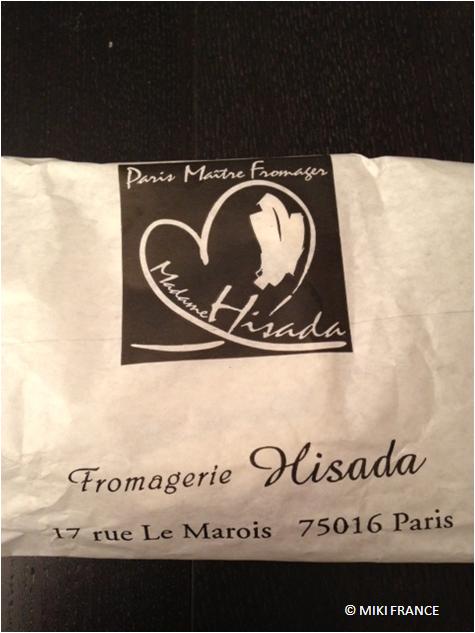 Paris Maître Fromager
Madame Hisada
Fromagerie Hisada
17 rue Le Marois 75016 Paris
© MIKI FRANCE